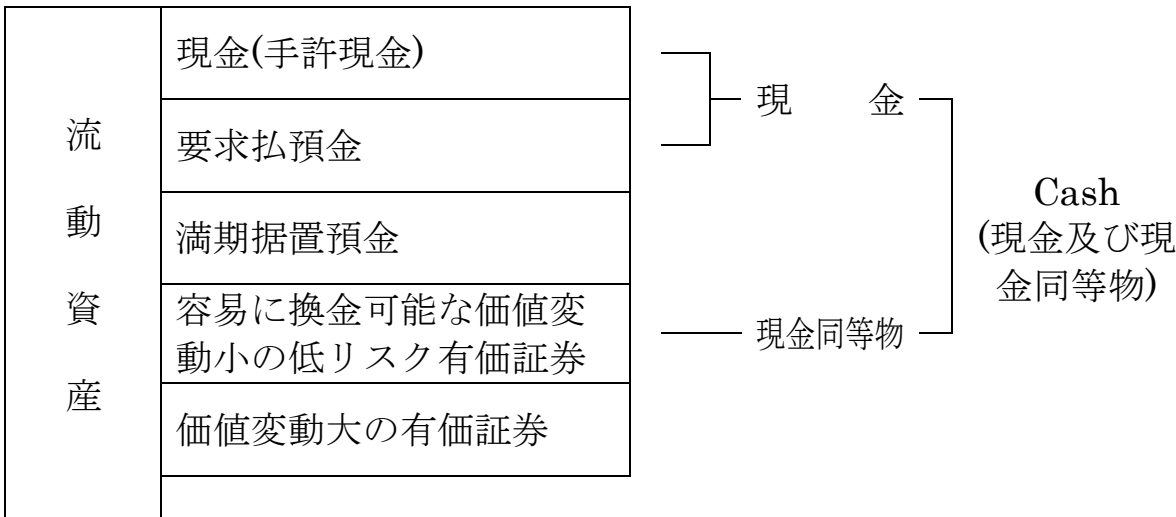 流動資産
現金(手許現金)
要求払預金
満期据置預金
容易に換金可能な価値変
動小の低リスク有価証券
価値変動大の有価証券
現　　金
現金同等物
Cash
(現金及び現
金同等物)